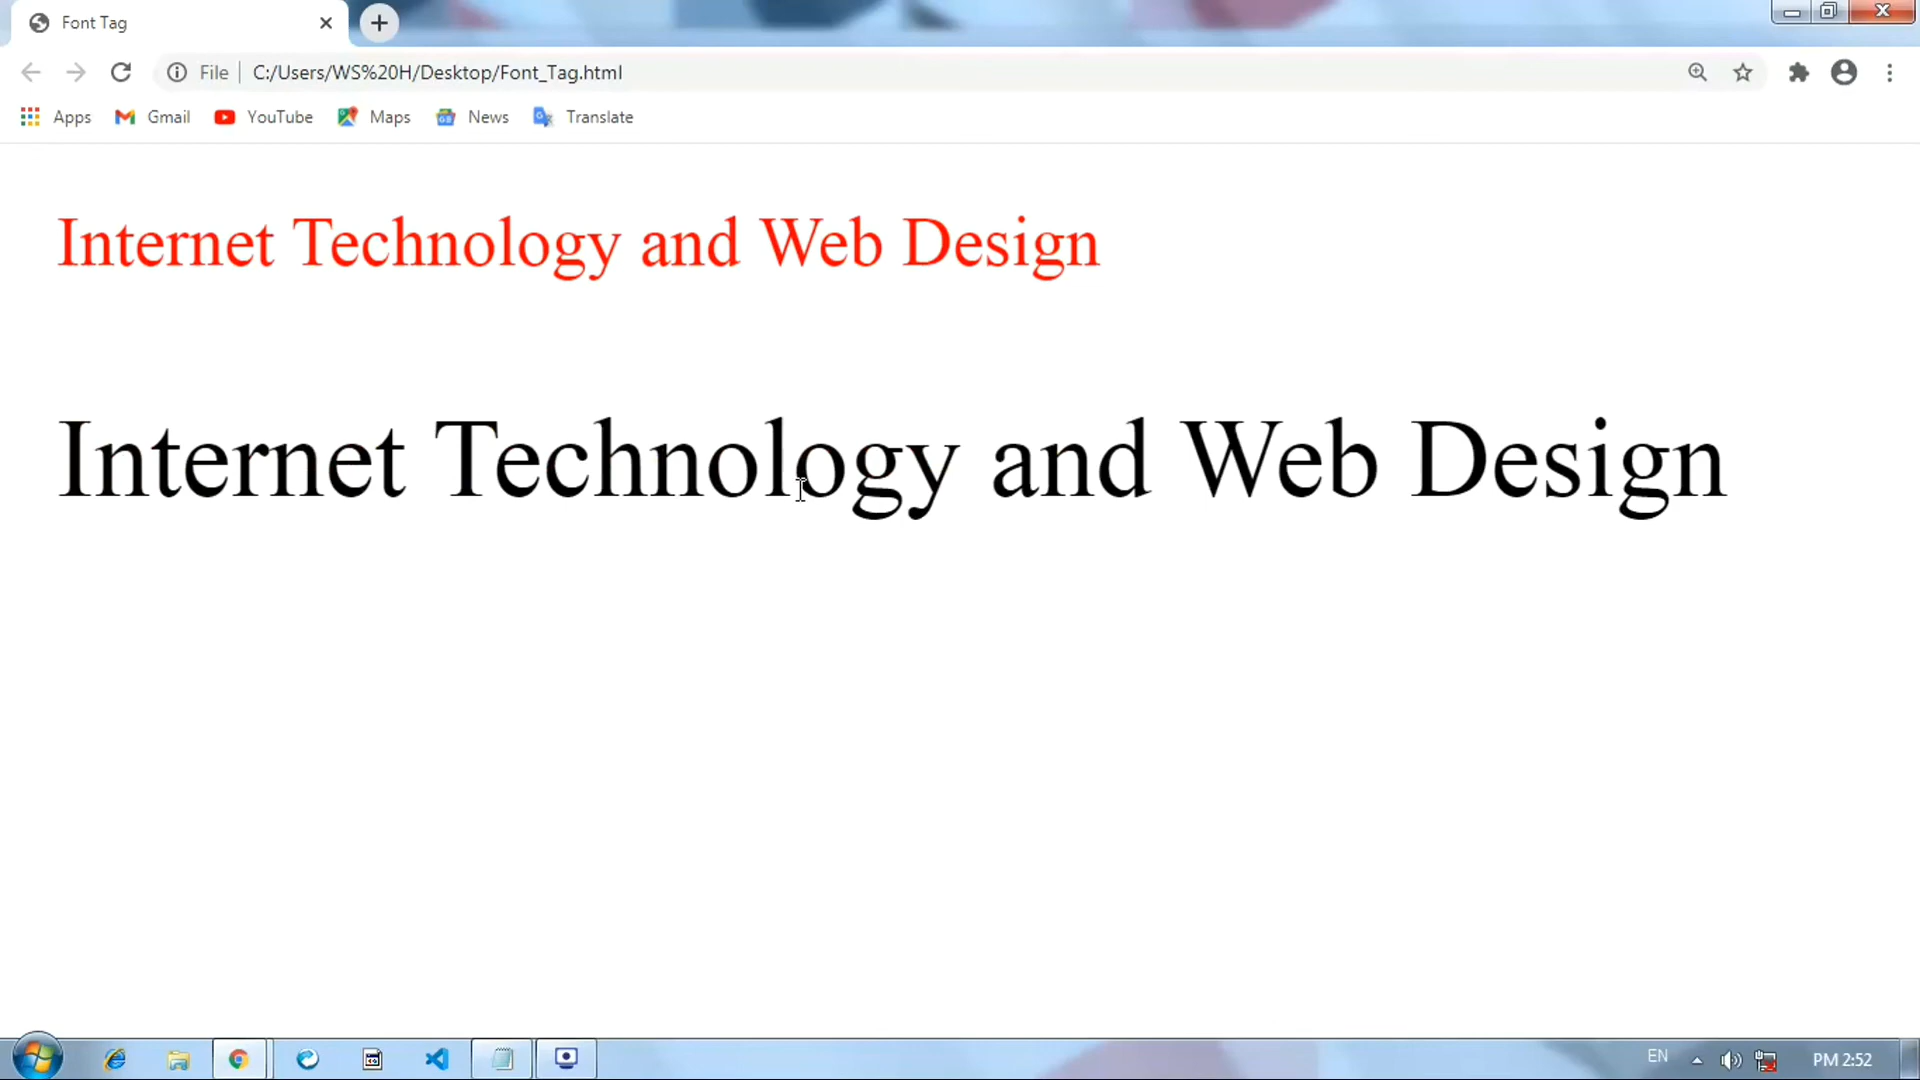 Font Tag
File C:/Users/WS%20H/Desktop/Font_Tag.html
Apps Gmail YouTube Maps News Translate
Internet Technology and Web Design
Internet Technology and Web Design
EN PM 2:52